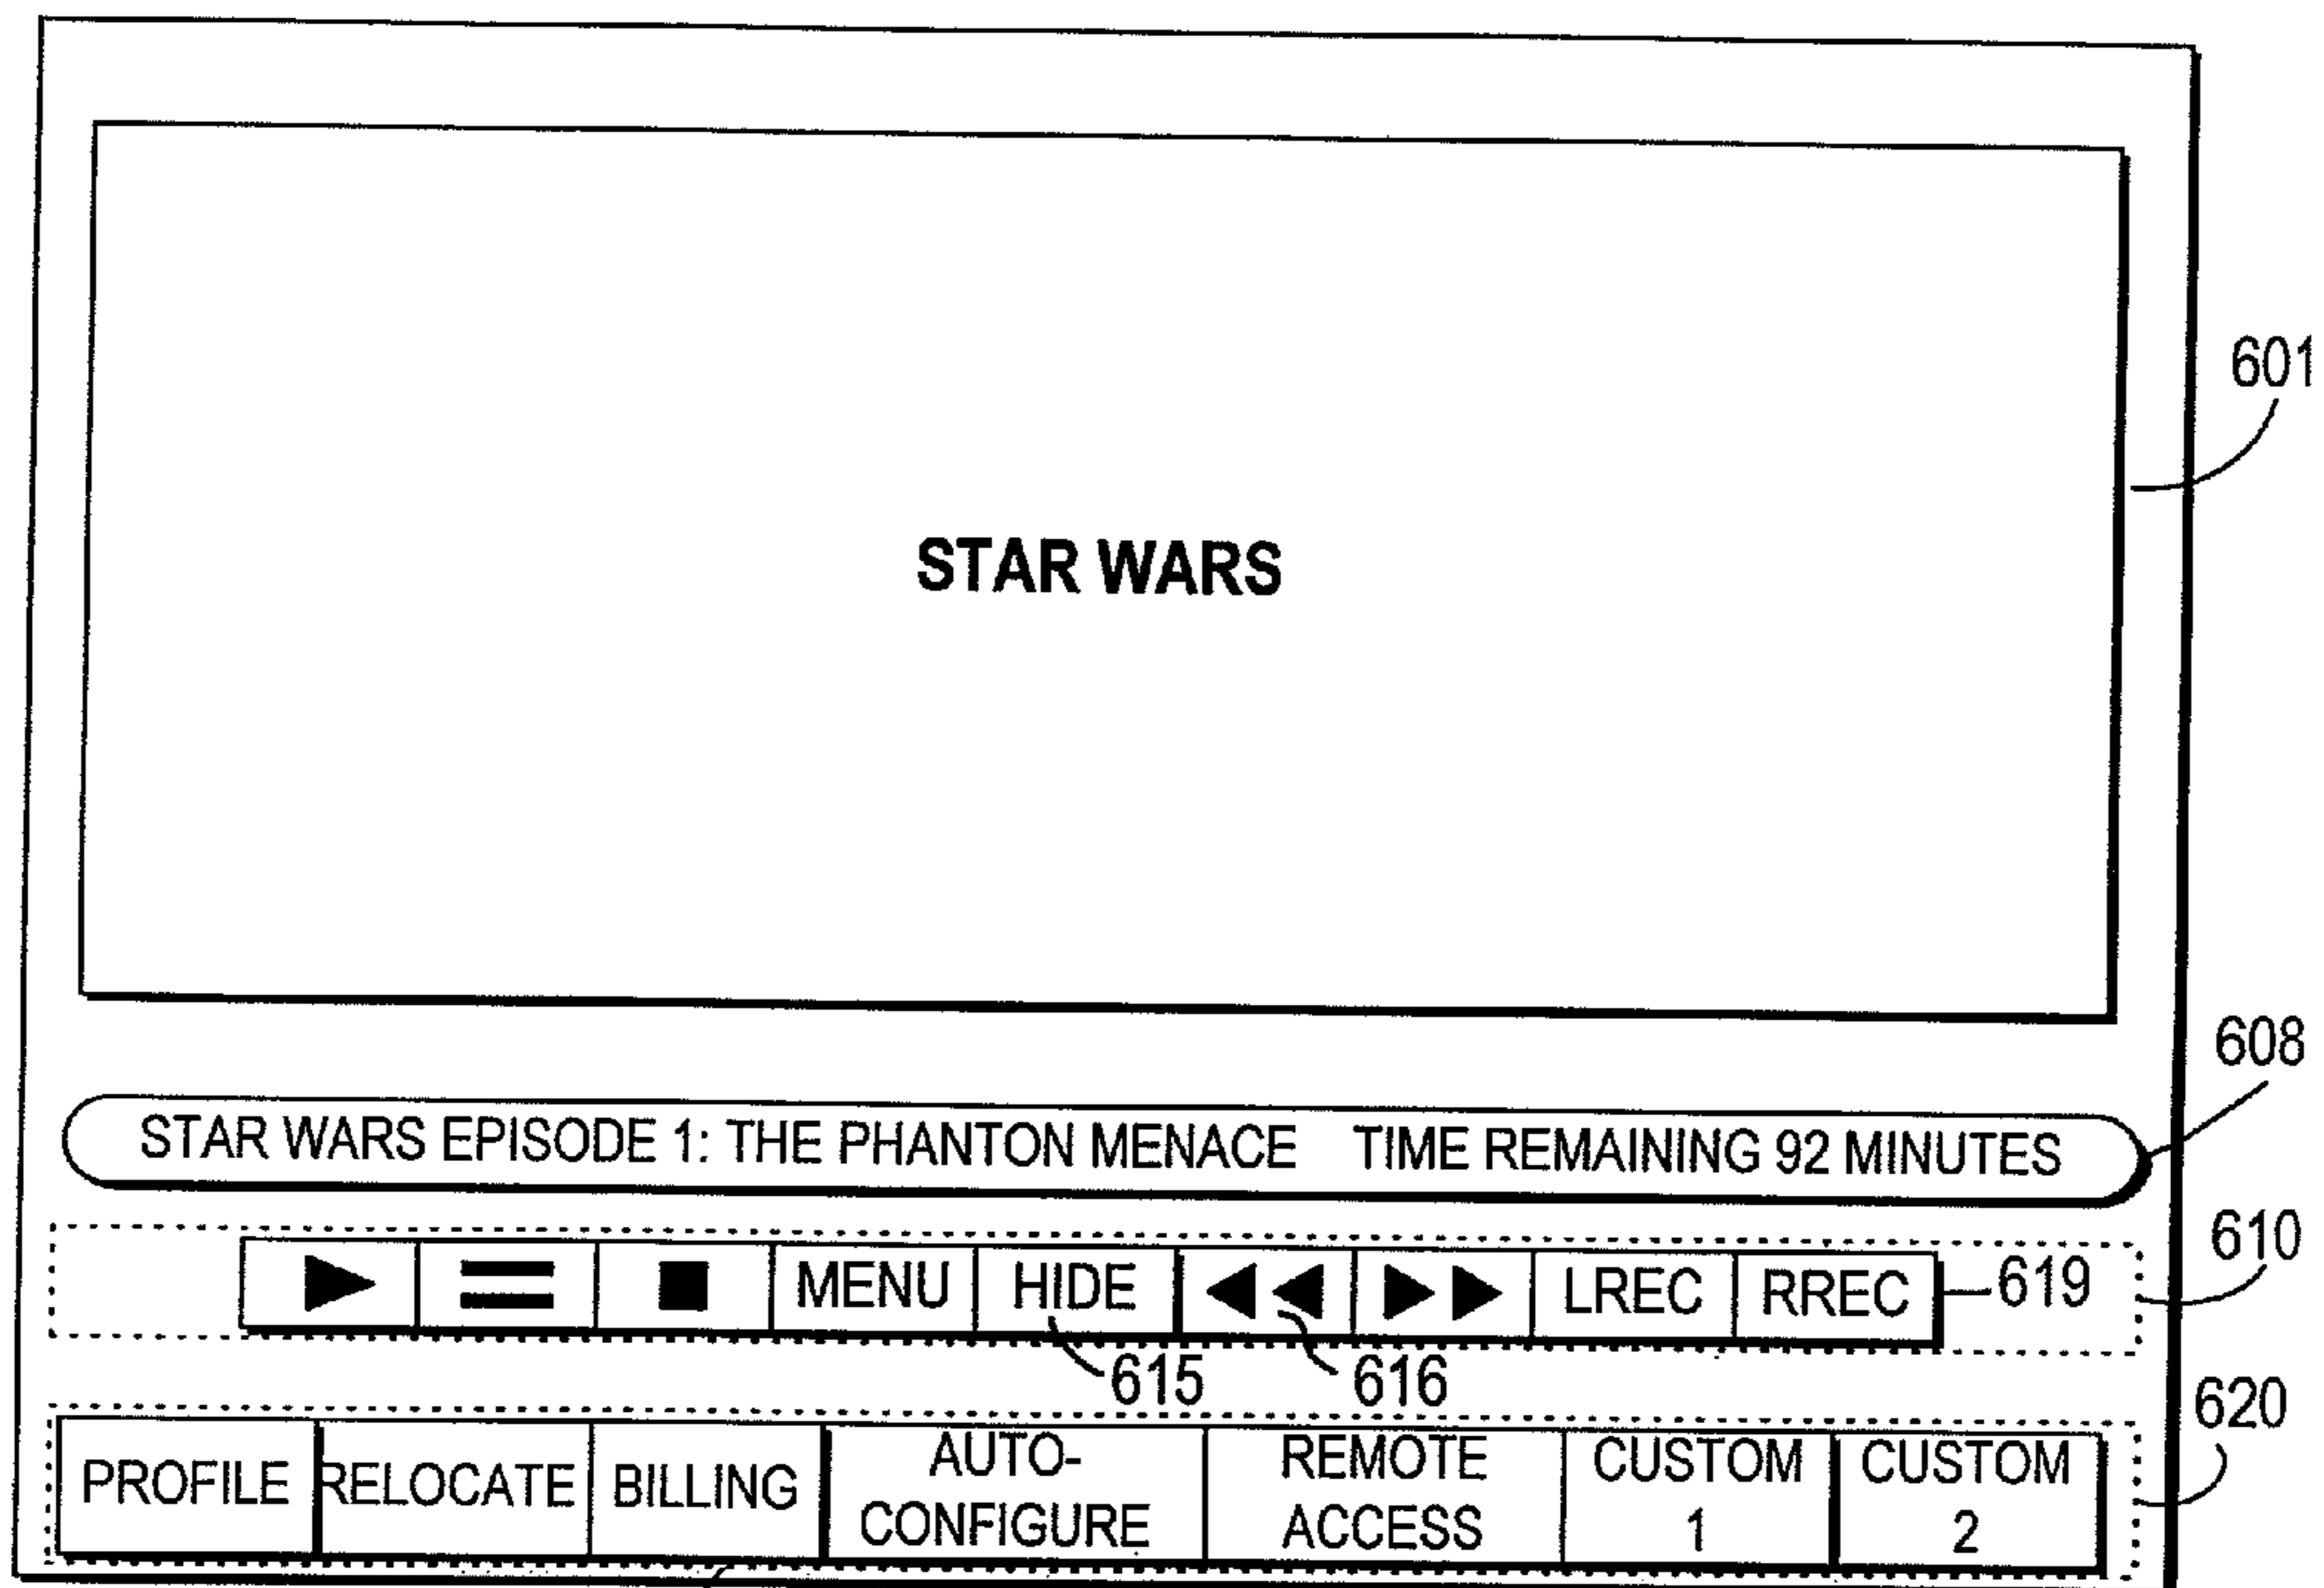 STAR WARS
601
STAR WARS EPISODE 1: THE PHANTON MENACE TIME REMAINING 92 MINUTES
608
610
MENU HIDE LREC RREC
619
615 616
620
PROFILE RELOCATE BILLING AUTO-CONFIGURE REMOTE ACCESS CUSTOM 1 CUSTOM 2